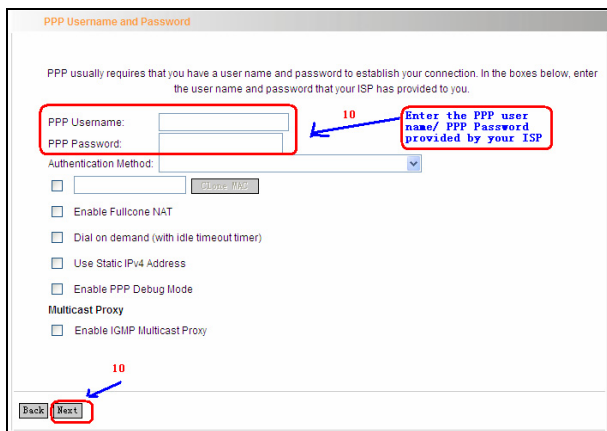 PPP Username and Password
PPP usually requires that you have a user name and password to establish your connection. In the boxes below, enter
the user name and password that your ISP has provided to you.
PPP Username:
PPP Password:
10
Enter the PPP user
name/ PPP Password
provided by your ISP
Authentication Method:
Clone MAC
Enable Fullcone NAT
Dial on demand (with idle timeout timer)
Use Static IPv4 Address
Enable PPP Debug Mode
Multicast Proxy
Enable IGMP Multicast Proxy
10
Back Next